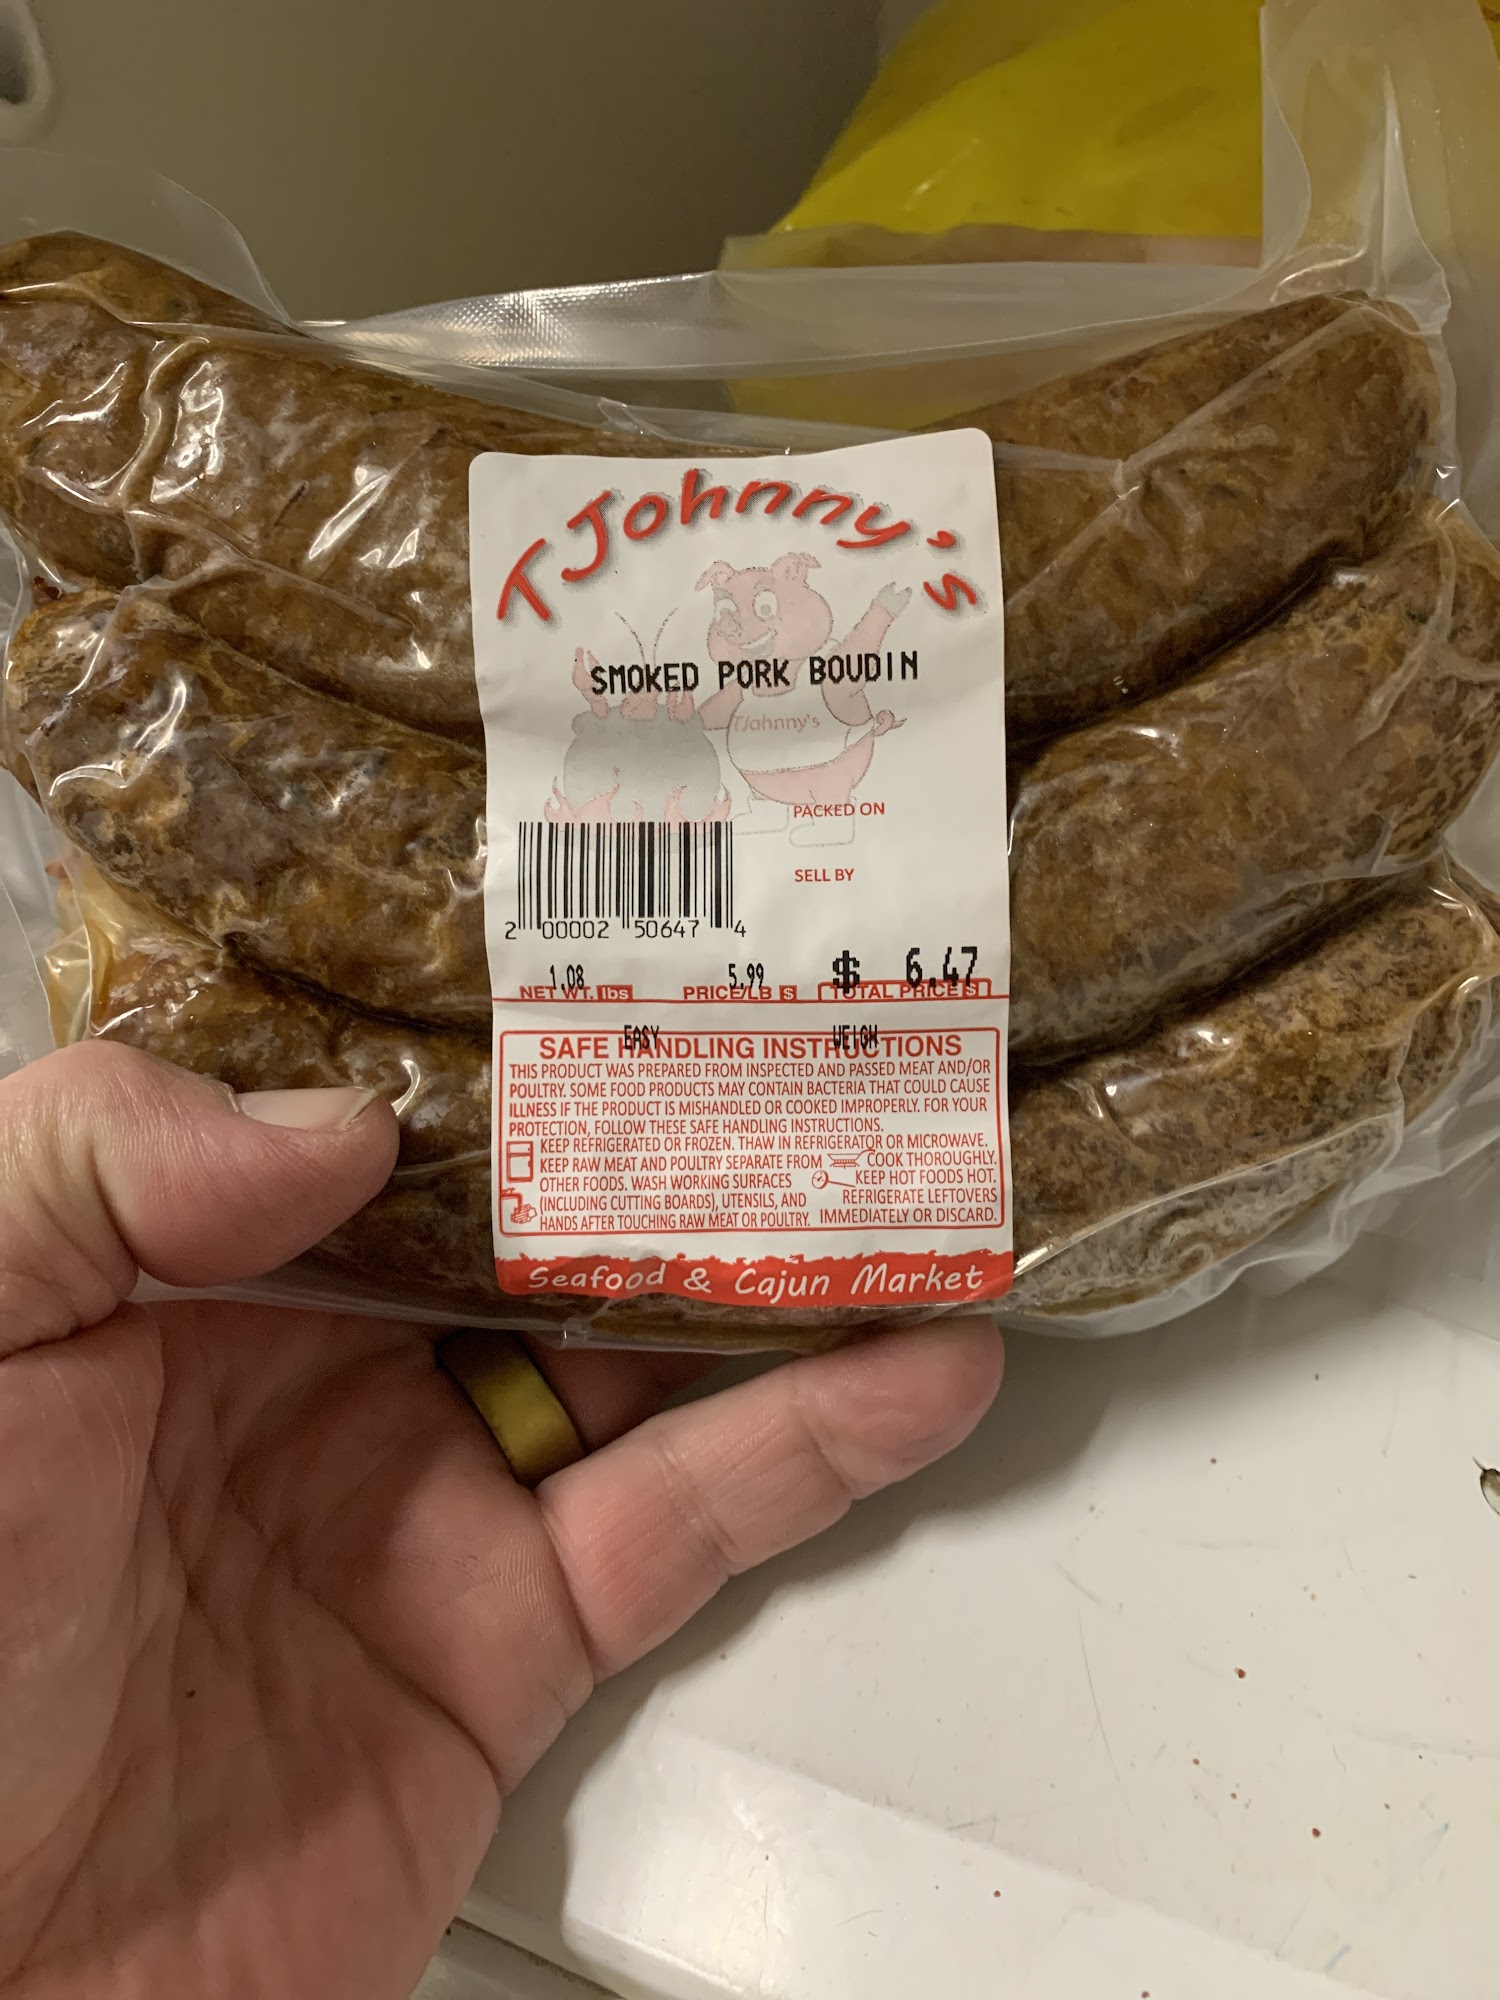 TJohnny's
SMOKED PORK BOUDIN
TJohnny's
PACKED ON
SELL BY
2 00002 50647 4
1.08 5.99 $ 6.47
NET WT. lbs PRICE/LB $ TOTAL PRICE $
EASY WEIGH
SAFE HANDLING INSTRUCTIONS
THIS PRODUCT WAS PREPARED FROM INSPECTED AND PASSED MEAT AND/OR
POULTRY. SOME FOOD PRODUCTS MAY CONTAIN BACTERIA THAT COULD CAUSE
ILLNESS IF THE PRODUCT IS MISHANDLED OR COOKED IMPROPERLY. FOR YOUR
PROTECTION, FOLLOW THESE SAFE HANDLING INSTRUCTIONS.
KEEP REFRIGERATED OR FROZEN. THAW IN REFRIGERATOR OR MICROWAVE.
KEEP RAW MEAT AND POULTRY SEPARATE FROM
OTHER FOODS. WASH WORKING SURFACES
(INCLUDING CUTTING BOARDS), UTENSILS, AND
HANDS AFTER TOUCHING RAW MEAT OR POULTRY.
COOK THOROUGHLY.
KEEP HOT FOODS HOT.
REFRIGERATE LEFTOVERS
IMMEDIATELY OR DISCARD.
Seafood & Cajun Market